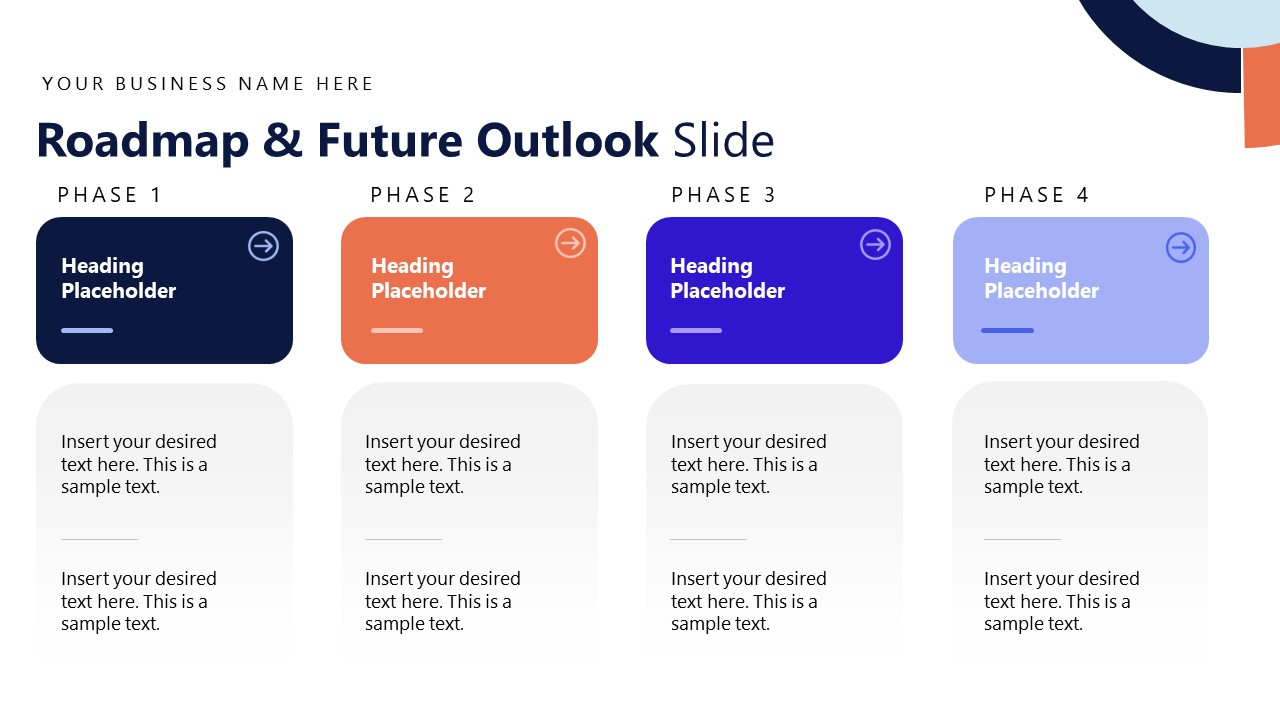 YOUR BUSINESS NAME HERE
Roadmap & Future Outlook Slide
PHASE 1
Heading
Placeholder
Insert your desired
text here. This is a
sample text.
Insert your desired
text here. This is a
sample text.
PHASE 2
Heading
Placeholder
Insert your desired
text here. This is a
sample text.
Insert your desired
text here. This is a
sample text.
PHASE 3
Heading
Placeholder
Insert your desired
text here. This is a
sample text.
Insert your desired
text here. This is a
sample text.
PHASE 4
Heading
Placeholder
Insert your desired
text here. This is a
sample text.
Insert your desired
text here. This is a
sample text.